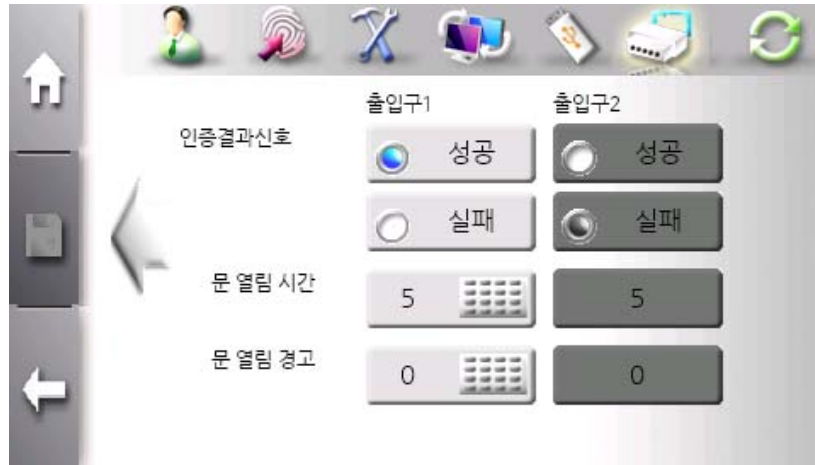 출입구1 출입구2
인증결과신호 성공 성공
실패 실패
문 열림 시간 5 5
문 열림 경고 0 0